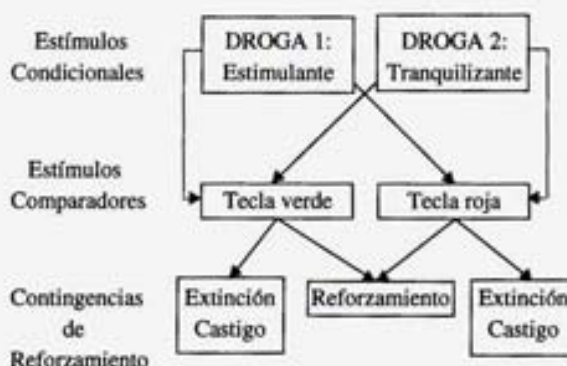 Estímulos
Condicionales
DROGA 1:
Estimulante
DROGA 2:
Tranquilizante
Estímulos
Comparadores
Tecla verde
Tecla roja
Contingencias
de
Reforzamiento
Extinción
Castigo
Reforzamiento
Extinción
Castigo